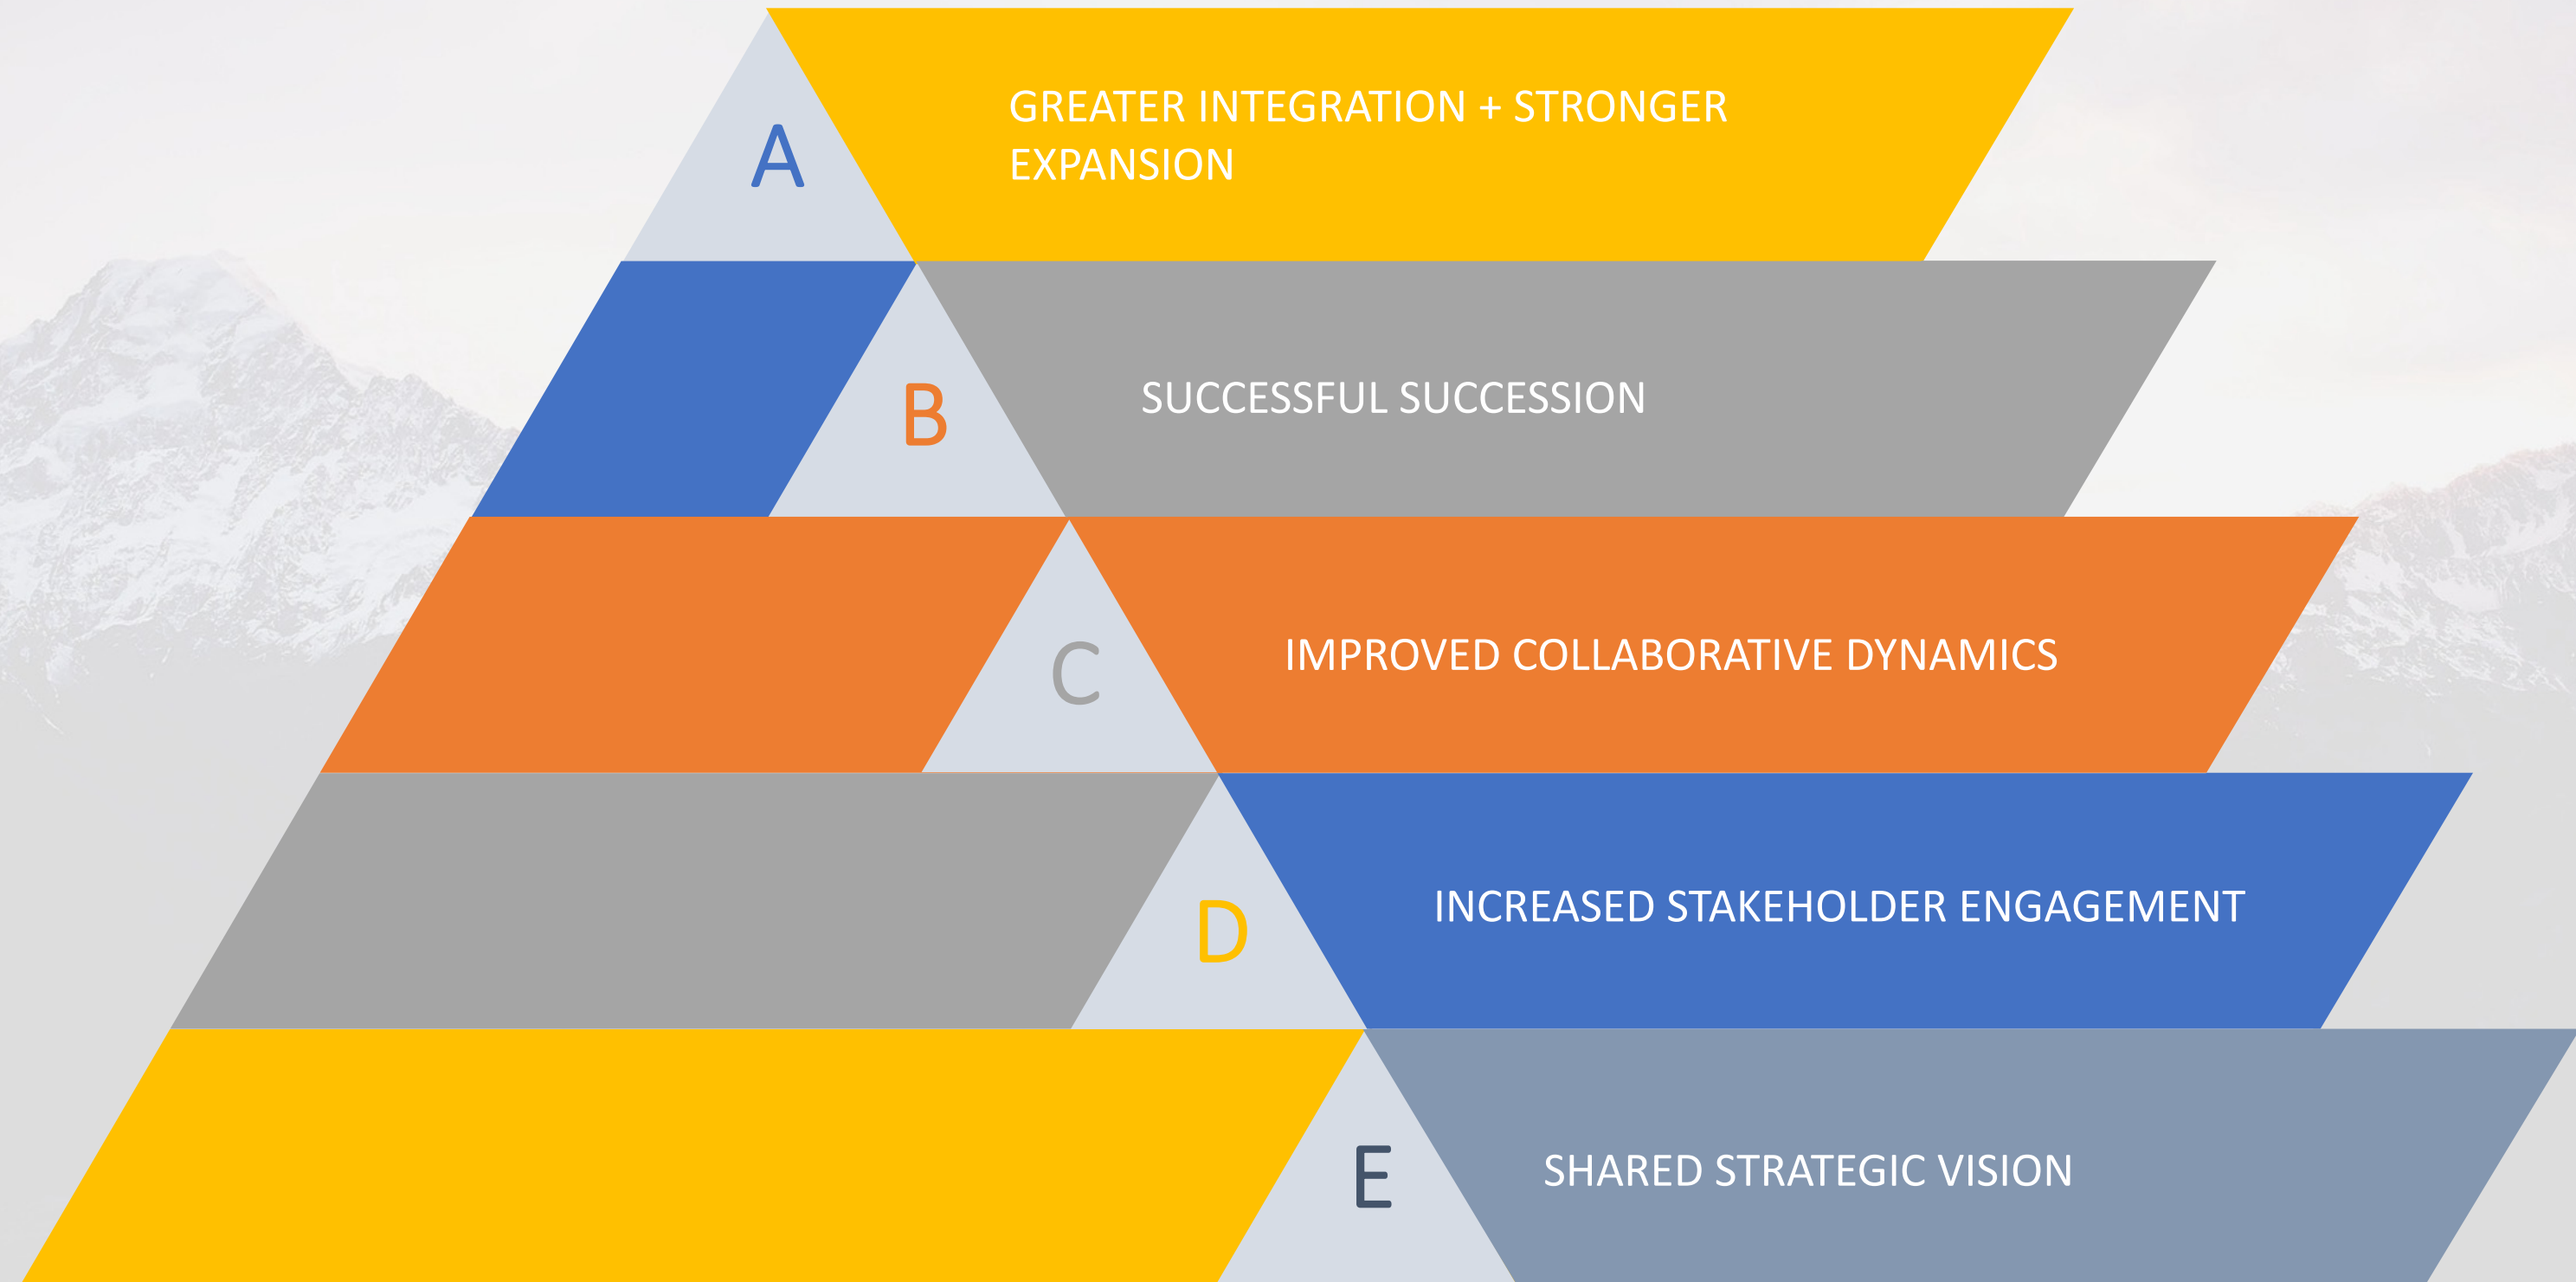 A
GREATER INTEGRATION + STRONGER
EXPANSION
B
SUCCESSFUL SUCCESSION
C
IMPROVED COLLABORATIVE DYNAMICS
D
INCREASED STAKEHOLDER ENGAGEMENT
E
SHARED STRATEGIC VISION